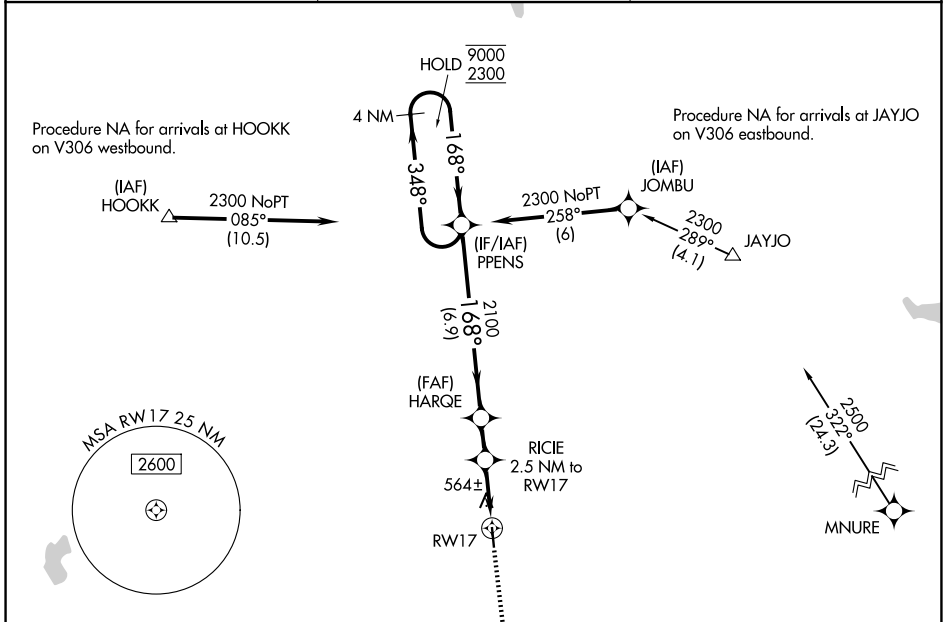 HOLD 9000
2300
4 NM
168°
348°
Procedure NA for arrivals at HOOKK
on V306 westbound.
Procedure NA for arrivals at JAYJO
on V306 eastbound.
(IAF)
HOOKK
2300 NoPT
085°
(10.5)
(IAF)
JOMBU
2300 NoPT
258°
(6)
2300
289°
(4.1)
JAYJO
(IF/IAF)
PPENS
2100
168°
(6.9)
(FAF)
HARQE
RICIE
2.5 NM to
RW17
564±
RW17
MSA RW17 25 NM
2600
2500
322°
(24.3)
MNURE